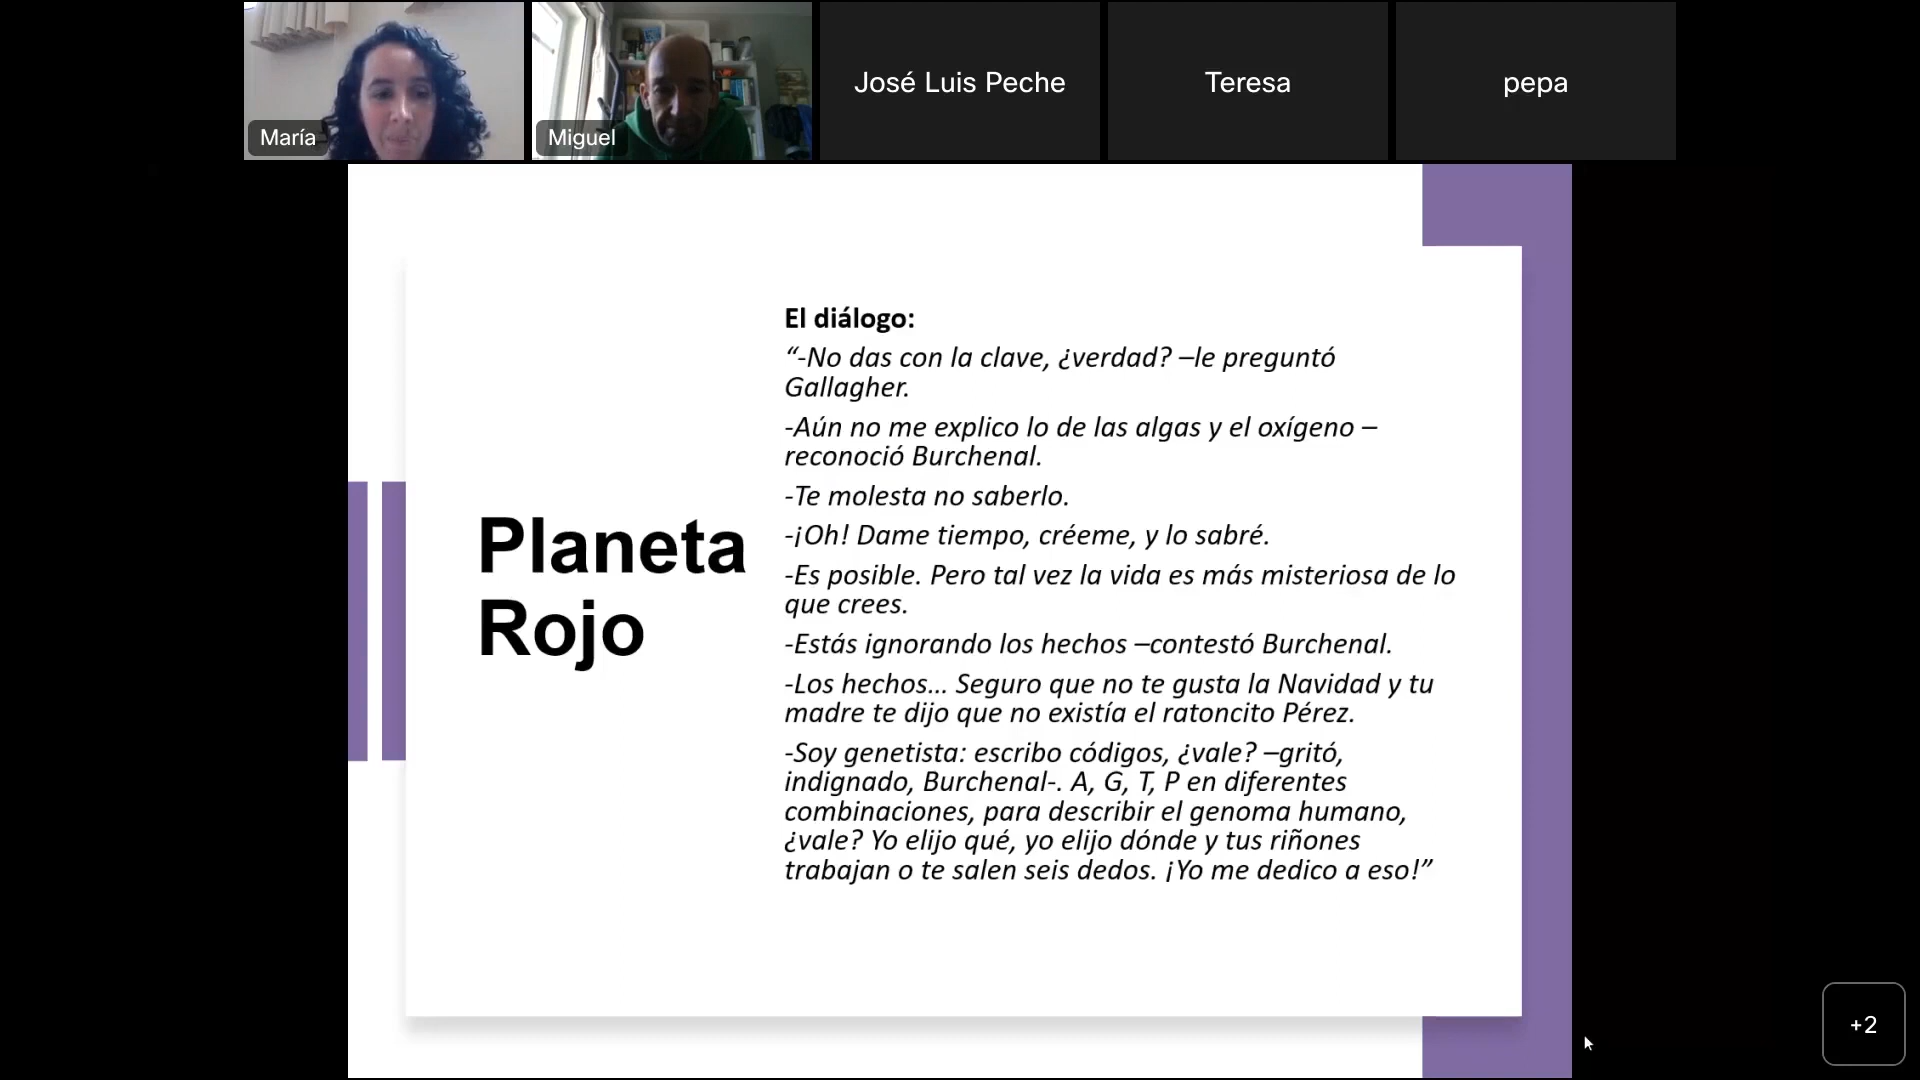 María
Miguel
José Luis Peche
Teresa
pepa
Planeta
Rojo
El diálogo:
“-No das con la clave, ¿verdad? –le preguntó
Gallagher.
-Aún no me explico lo de las algas y el oxígeno –
reconoció Burchenal.
-Te molesta no saberlo.
-¡Oh! Dame tiempo, créeme, y lo sabré.
-Es posible. Pero tal vez la vida es más misteriosa de lo
que crees.
-Estás ignorando los hechos –contestó Burchenal.
-Los hechos... Seguro que no te gusta la Navidad y tu
madre te dijo que no existía el ratoncito Pérez.
-Soy genetista: escribo códigos, ¿vale? –gritó,
indignado, Burchenal-. A, G, T, P en diferentes
combinaciones, para describir el genoma humano,
¿vale? Yo elijo qué, yo elijo dónde y tus riñones
trabajan o te salen seis dedos. ¡Yo me dedico a eso!”
+2